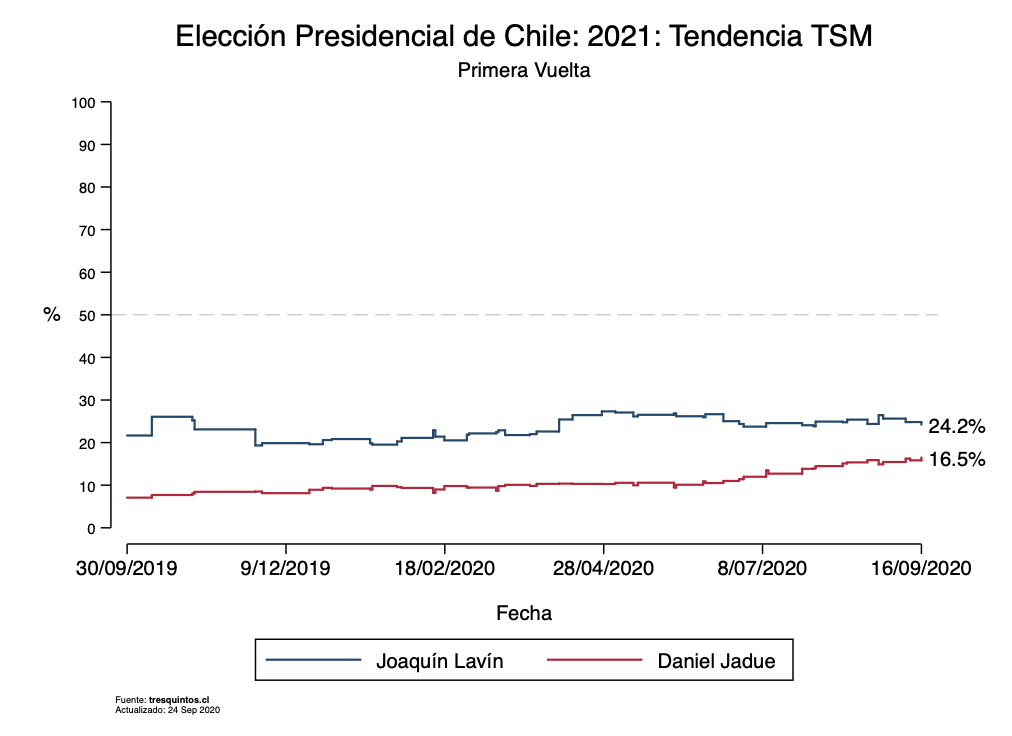 Elección Presidencial de Chile: 2021: Tendencia TSM
Primera Vuelta
100
90
80
70
60
% 50
40
30
20
10
0
24.2%
16.5%
30/09/2019 9/12/2019 18/02/2020 28/04/2020 8/07/2020 16/09/2020
Fecha
Joaquín Lavín Daniel Jadue
Fuente: tresquintos.cl
Actualizado: 24 Sep 2020